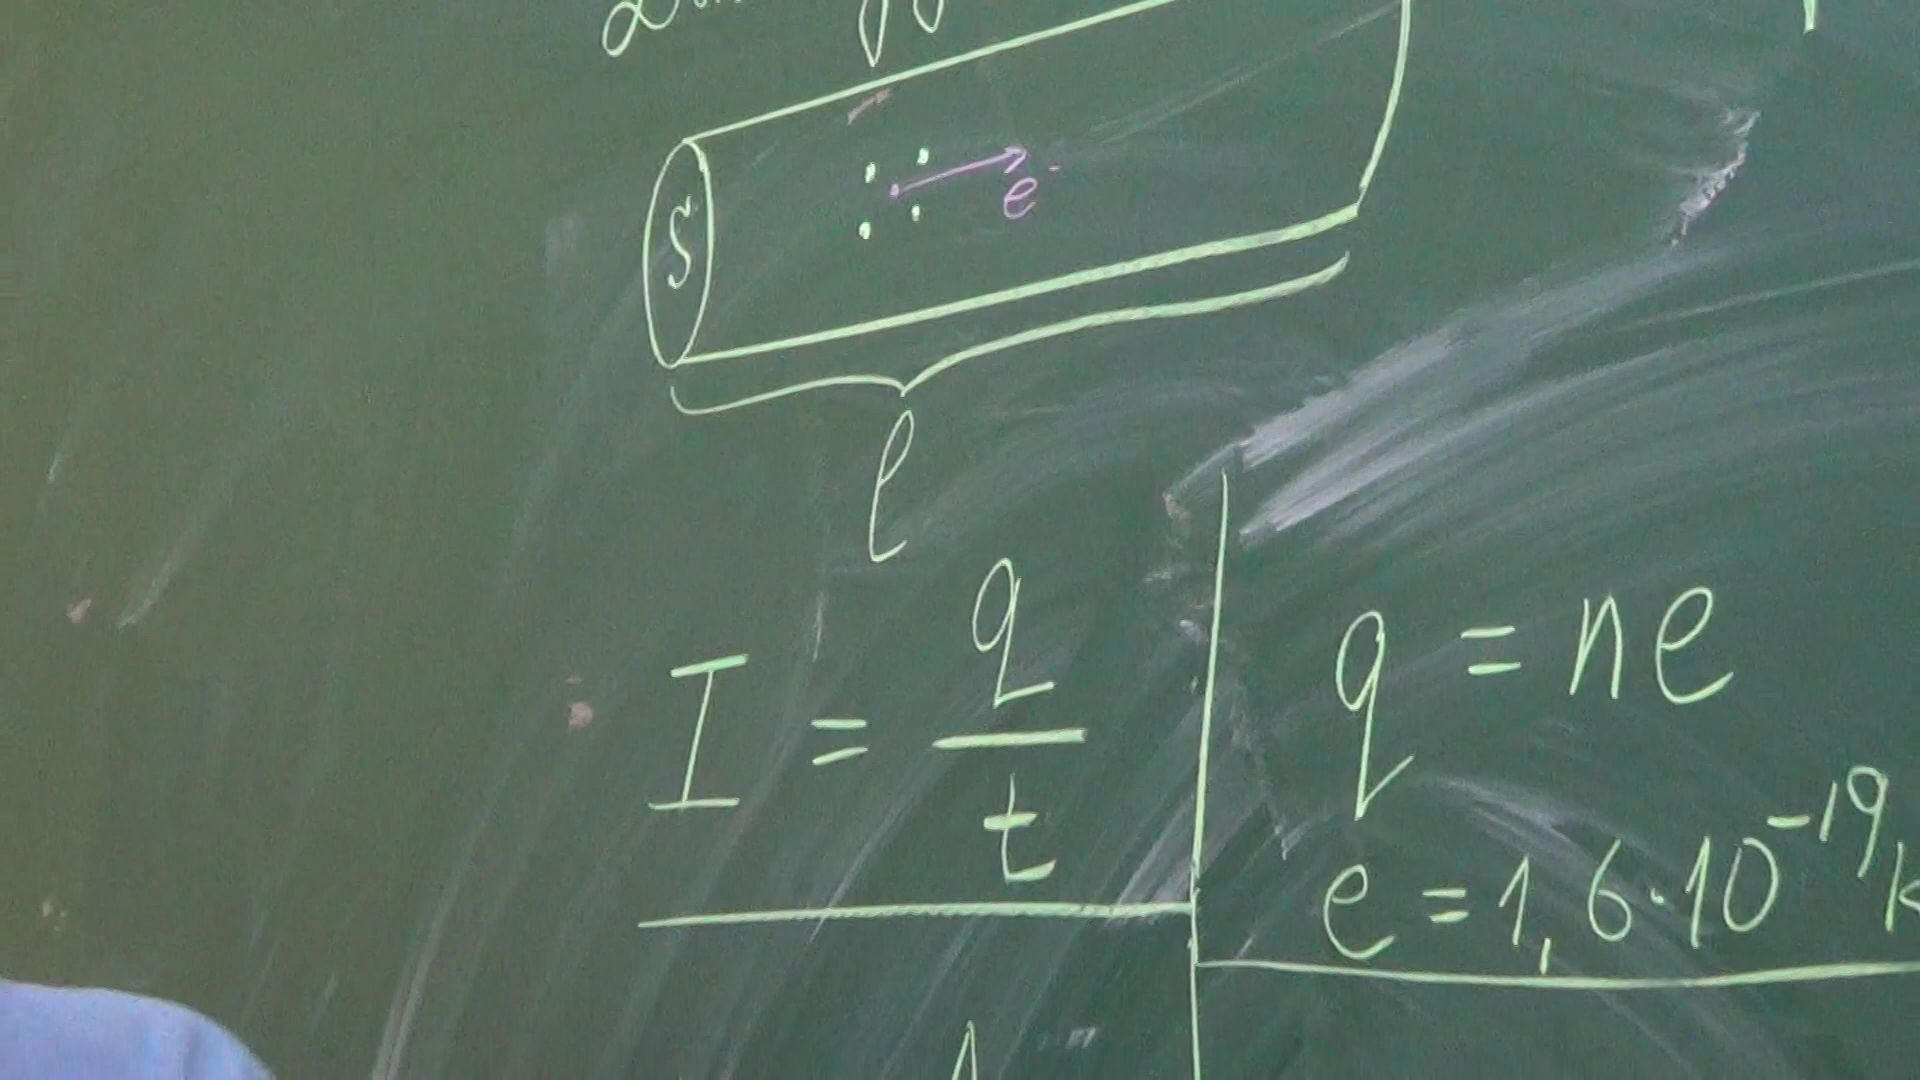 S
e⁻
l
I = q/t
q = ne
e = 1,6·10⁻¹⁹